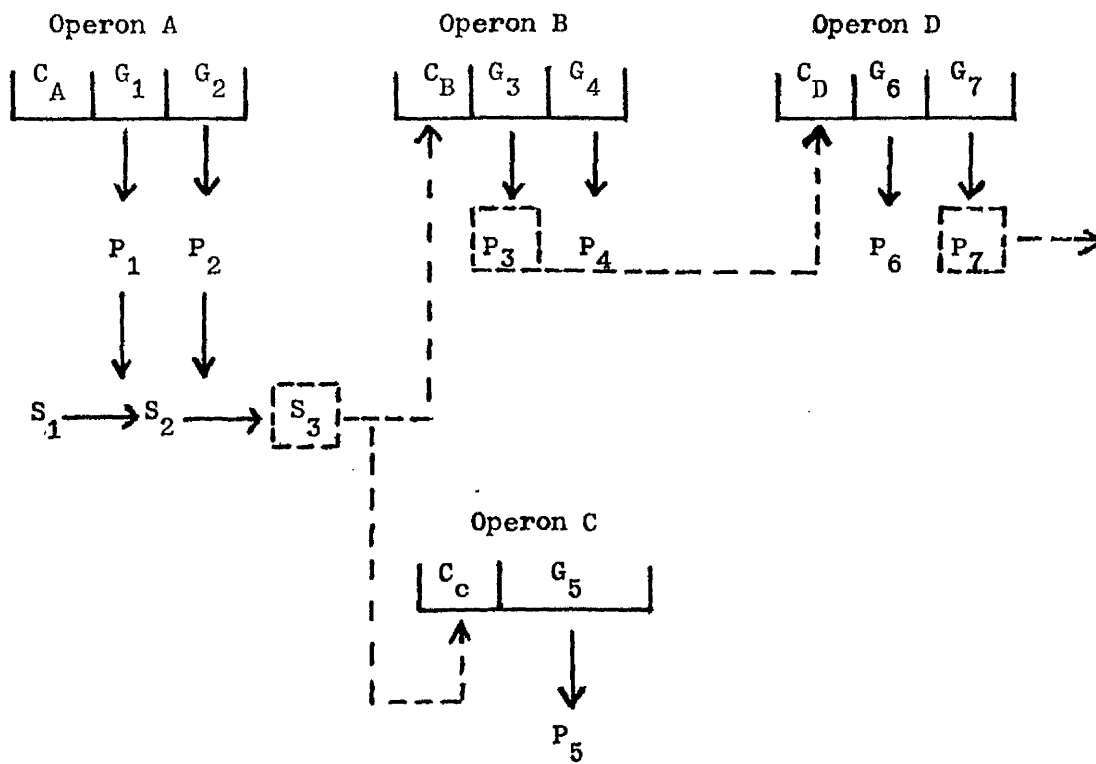 Operon A Operon B Operon D
C_A G_1 G_2 C_B G_3 G_4 C_D G_6 G_7
P_1 P_2 P_3 P_4 P_6 P_7
S_1 S_2 S_3
Operon C
C_c G_5
P_5